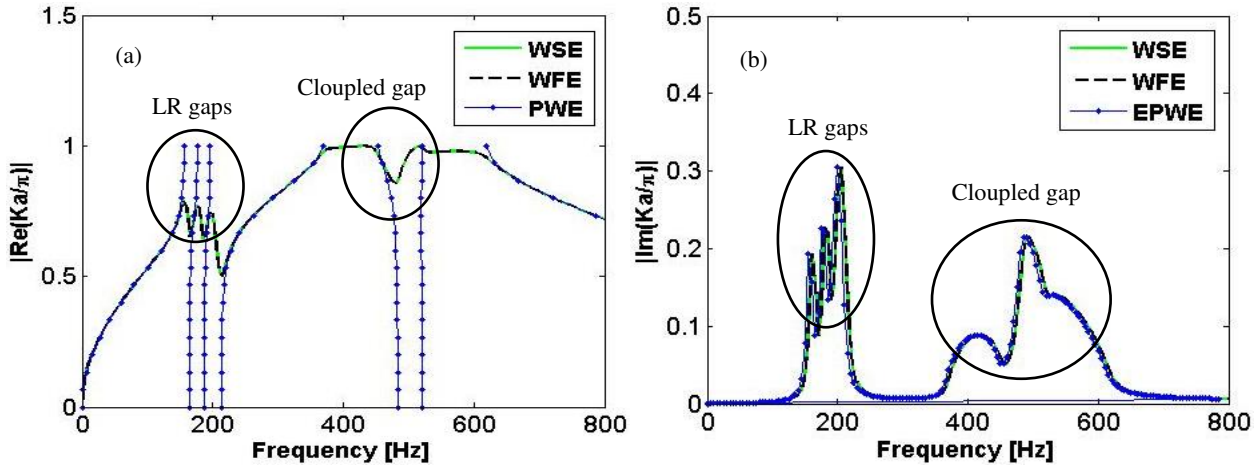 (a)
LR gaps
Cloupled gap
WSE
WFE
PWE
|Re(Ka/π)|
1.5
1
0.5
0
0 200 400 600 800
Frequency [Hz]
(b)
LR gaps
Cloupled gap
WSE
WFE
EPWE
|Im(Ka/π)|
0.5
0.4
0.3
0.2
0.1
0
0 200 400 600 800
Frequency [Hz]